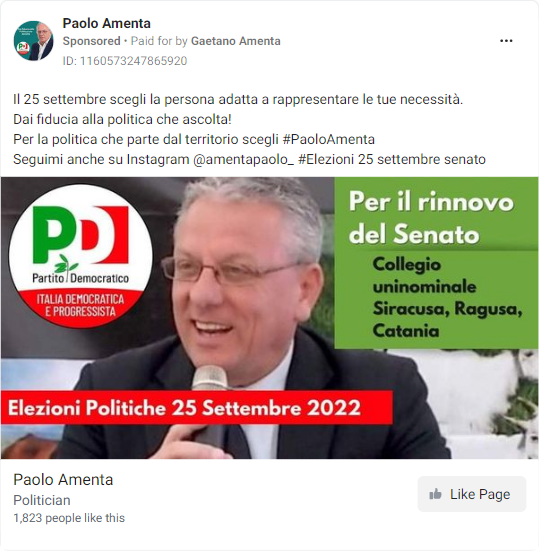 Paolo Amenta
Sponsored • Paid for by Gaetano Amenta
ID: 1160573247865920
Il 25 settembre scegli la persona adatta a rappresentare le tue necessità.
Dai fiducia alla politica che ascolta!
Per la politica che parte dal territorio scegli #PaoloAmenta
Seguimi anche su Instagram @amentapaolo_ #Elezioni 25 settembre senato
PD
Partito Democratico
ITALIA DEMOCRATICA
E PROGRESSISTA
Per il rinnovo
del Senato
Collegio
uninominale
Siracusa, Ragusa,
Catania
Elezioni Politiche 25 Settembre 2022
Paolo Amenta
Politician
1,823 people like this
Like Page